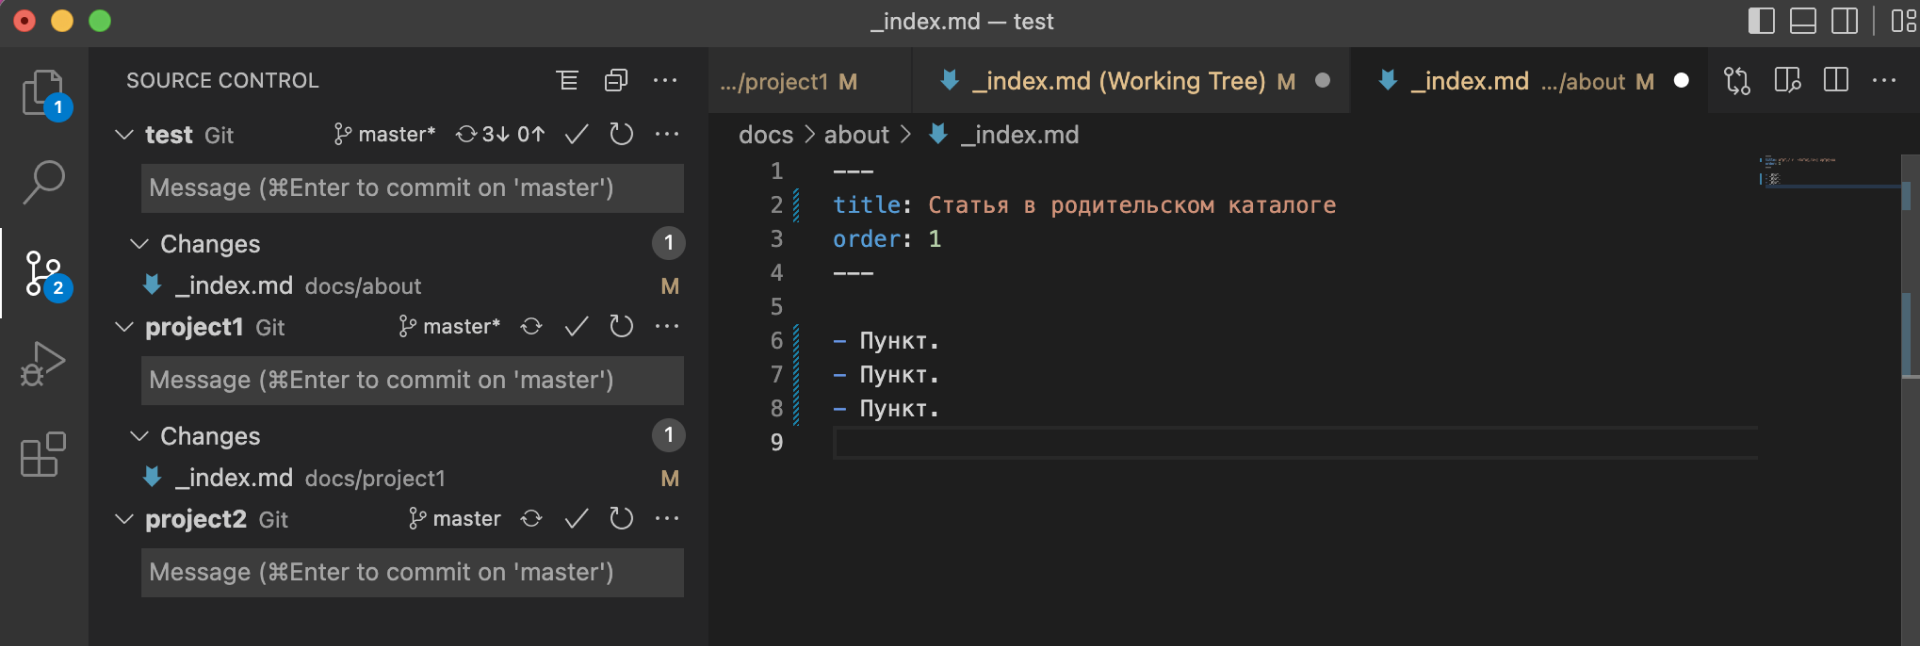 _index.md — test
1
2
SOURCE CONTROL
test Git master* 3↓ 0↑
Message (⌘Enter to commit on 'master')
Changes 1
_index.md docs/about M
project1 Git master*
Message (⌘Enter to commit on 'master')
Changes 1
_index.md docs/project1 M
project2 Git master
Message (⌘Enter to commit on 'master')
.../project1 M
_index.md (Working Tree) M
_index.md .../about M
docs > about > _index.md
1 ---
2 title: Статья в родительском каталоге
3 order: 1
4 ---
5
6 - Пункт.
7 - Пункт.
8 - Пункт.
9